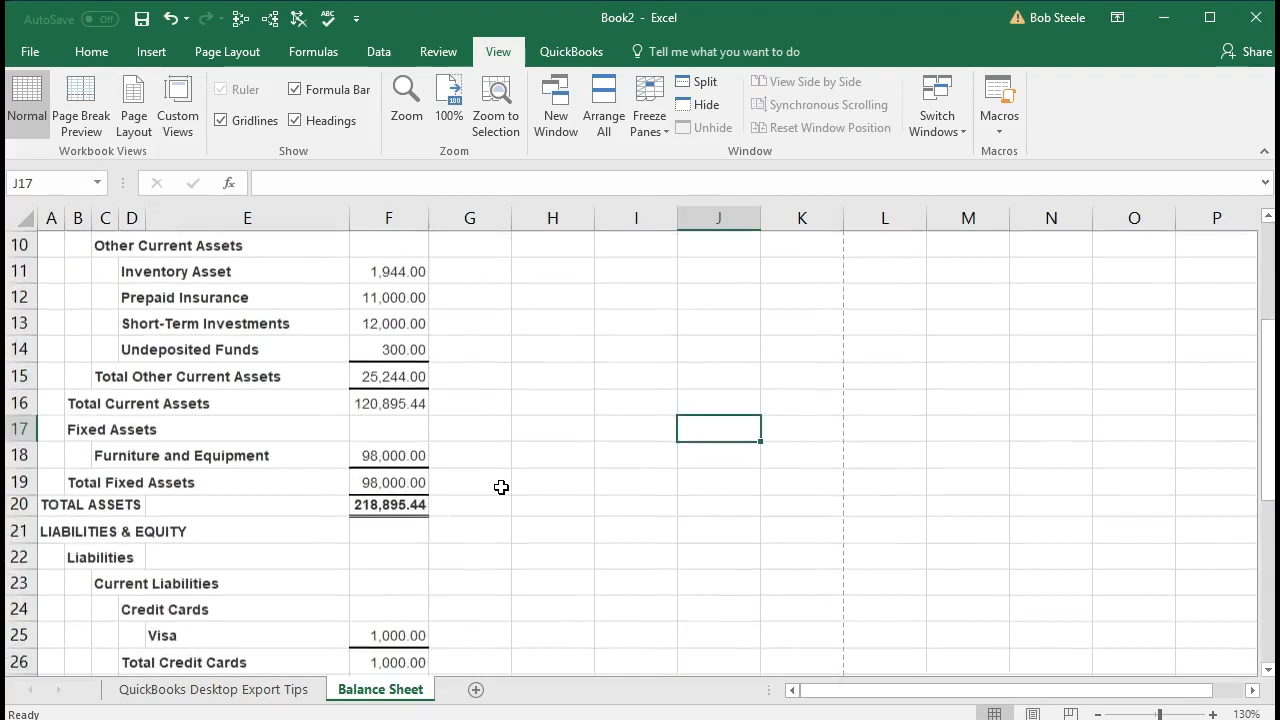 AutoSave Off Book2 - Excel Bob Steele
File Home Insert Page Layout Formulas Data Review View QuickBooks Tell me what you want to do Share
Normal Page Break Preview Page Layout Custom Views
Ruler Formula Bar
Gridlines Headings
Zoom 100% Zoom to Selection
New Window Arrange All Freeze Panes
Split
Hide
Unhide
View Side by Side
Synchronous Scrolling
Reset Window Position
Switch Windows Macros
Workbook Views Show Zoom Window Macros
J17 fx
A B C D E F G H I J K L M N O P
10 Other Current Assets
11 Inventory Asset 1,944.00
12 Prepaid Insurance 11,000.00
13 Short-Term Investments 12,000.00
14 Undeposited Funds 300.00
15 Total Other Current Assets 25,244.00
16 Total Current Assets 120,895.44
17 Fixed Assets
18 Furniture and Equipment 98,000.00
19 Total Fixed Assets 98,000.00
20 TOTAL ASSETS 218,895.44
21 LIABILITIES & EQUITY
22 Liabilities
23 Current Liabilities
24 Credit Cards
25 Visa 1,000.00
26 Total Credit Cards 1,000.00
QuickBooks Desktop Export Tips Balance Sheet
Ready 130%